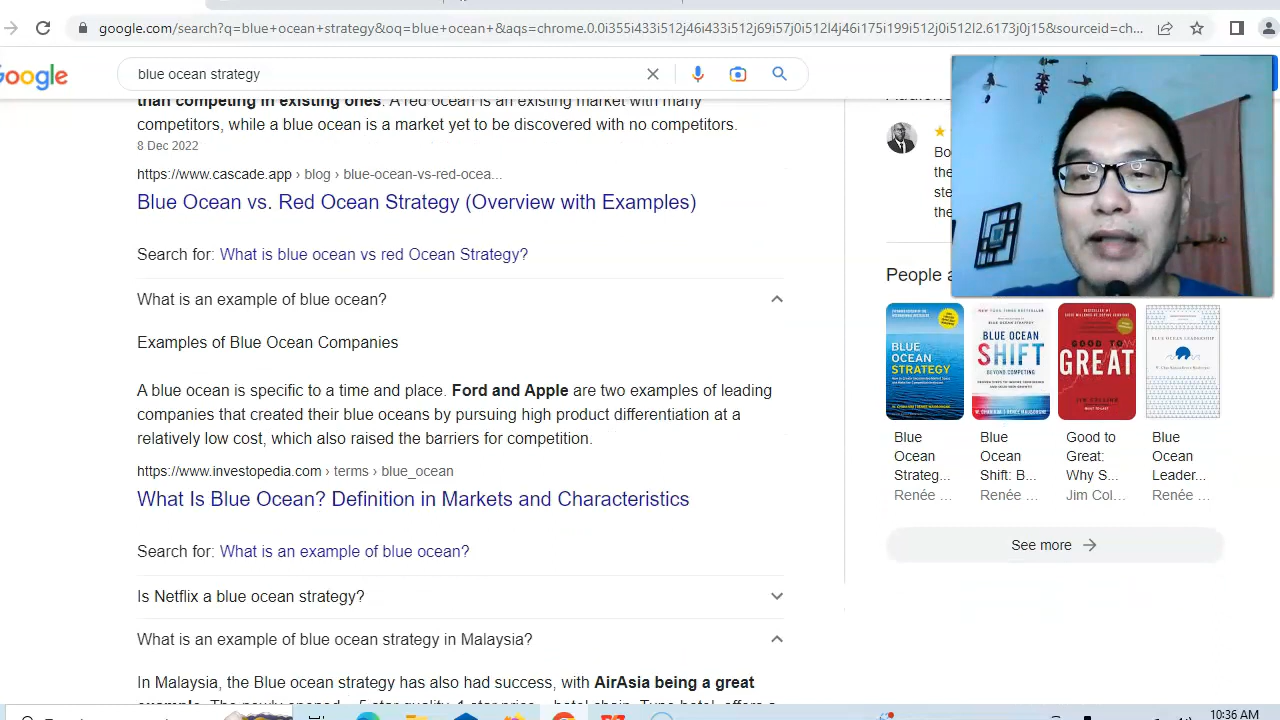 google.com/search?q=blue+ocean+strategy&oq=blue+ocean+&aqs=chrome.0.0i355i433i512j46i433i512j69i57j0i512l4j46i175i199i512j0i512l2.6173j0j15&sourceid=ch...
Google
blue ocean strategy
than competing in existing ones. A red ocean is an existing market with many
competitors, while a blue ocean is a market yet to be discovered with no competitors.
8 Dec 2022
https://www.cascade.app › blog › blue-ocean-vs-red-ocea...
Blue Ocean vs. Red Ocean Strategy (Overview with Examples)
Search for: What is blue ocean vs red Ocean Strategy?
What is an example of blue ocean?
Examples of Blue Ocean Companies
A blue ocean is specific to a time and place. Ford and Apple are two examples of leading
companies that created their blue oceans by pursuing high product differentiation at a
relatively low cost, which also raised the barriers for competition.
https://www.investopedia.com › terms › blue_ocean
What Is Blue Ocean? Definition in Markets and Characteristics
Search for: What is an example of blue ocean?
Is Netflix a blue ocean strategy?
What is an example of blue ocean strategy in Malaysia?
In Malaysia, the Blue ocean strategy has also had success, with AirAsia being a great
Bo
the
ste
the
People a
BLUE
OCEAN
STRATEGY
BLUE OCEAN
SHIFT
BEYOND COMPETING
GOOD TO
GREAT
JIM COLLINS
BLUE OCEAN LEADERSHIP
Blue
Ocean
Strateg...
Renée ...
Blue
Ocean
Shift: B...
Renée ...
Good to
Great:
Why S...
Jim Col...
Blue
Ocean
Leader...
Renée ...
See more
10:36 AM